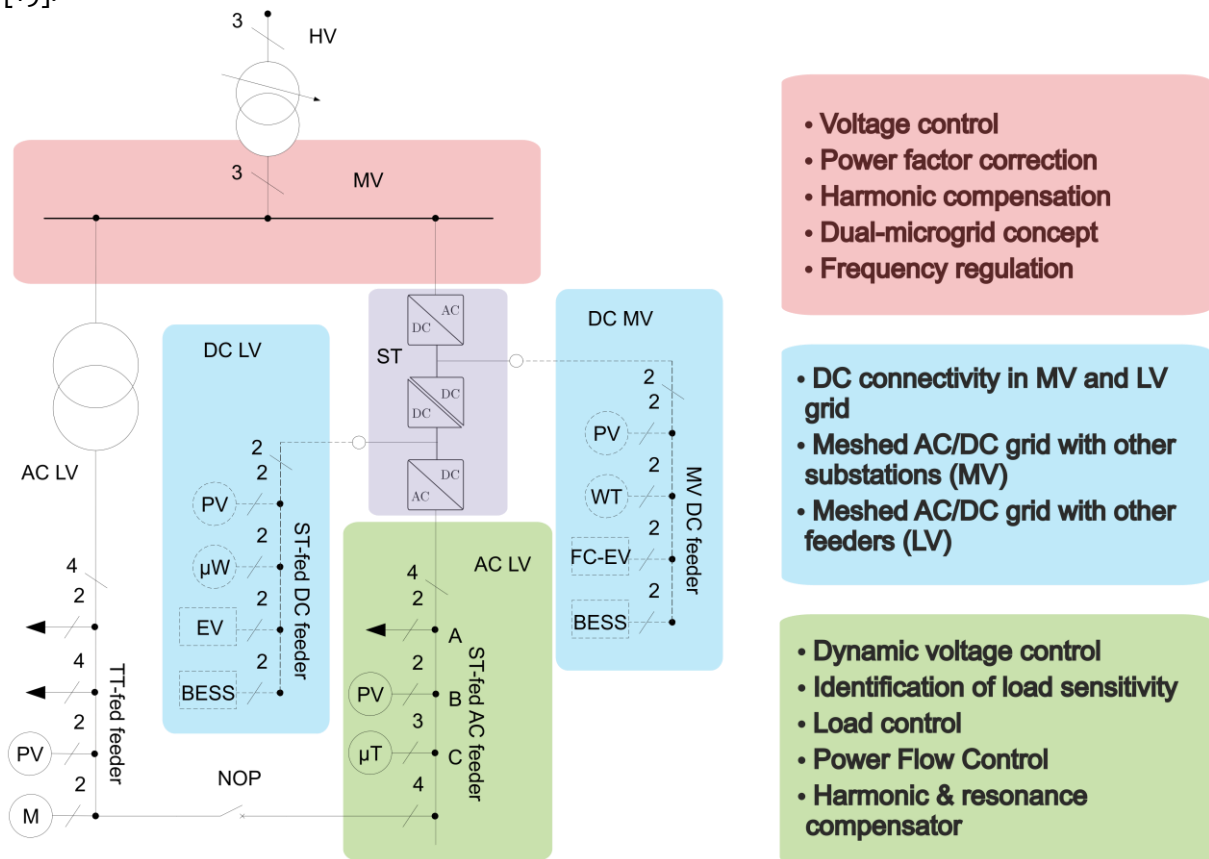 3
HV
3
MV
ST
AC
DC
DC
DC
DC
AC
DC LV
2
2
PV
2
µW
2
EV
2
BESS
ST-fed DC feeder
DC MV
2
2
PV
2
WT
2
FC-EV
2
BESS
MV DC feeder
AC LV
4
2
4
2
PV
2
M
TT-fed feeder
NOP
AC LV
4
2
A
2
PV
B
3
µT
C
4
ST-fed AC feeder
• Voltage control
• Power factor correction
• Harmonic compensation
• Dual-microgrid concept
• Frequency regulation
• DC connectivity in MV and LV
grid
• Meshed AC/DC grid with other
substations (MV)
• Meshed AC/DC grid with other
feeders (LV)
• Dynamic voltage control
• Identification of load sensitivity
• Load control
• Power Flow Control
• Harmonic & resonance
compensator